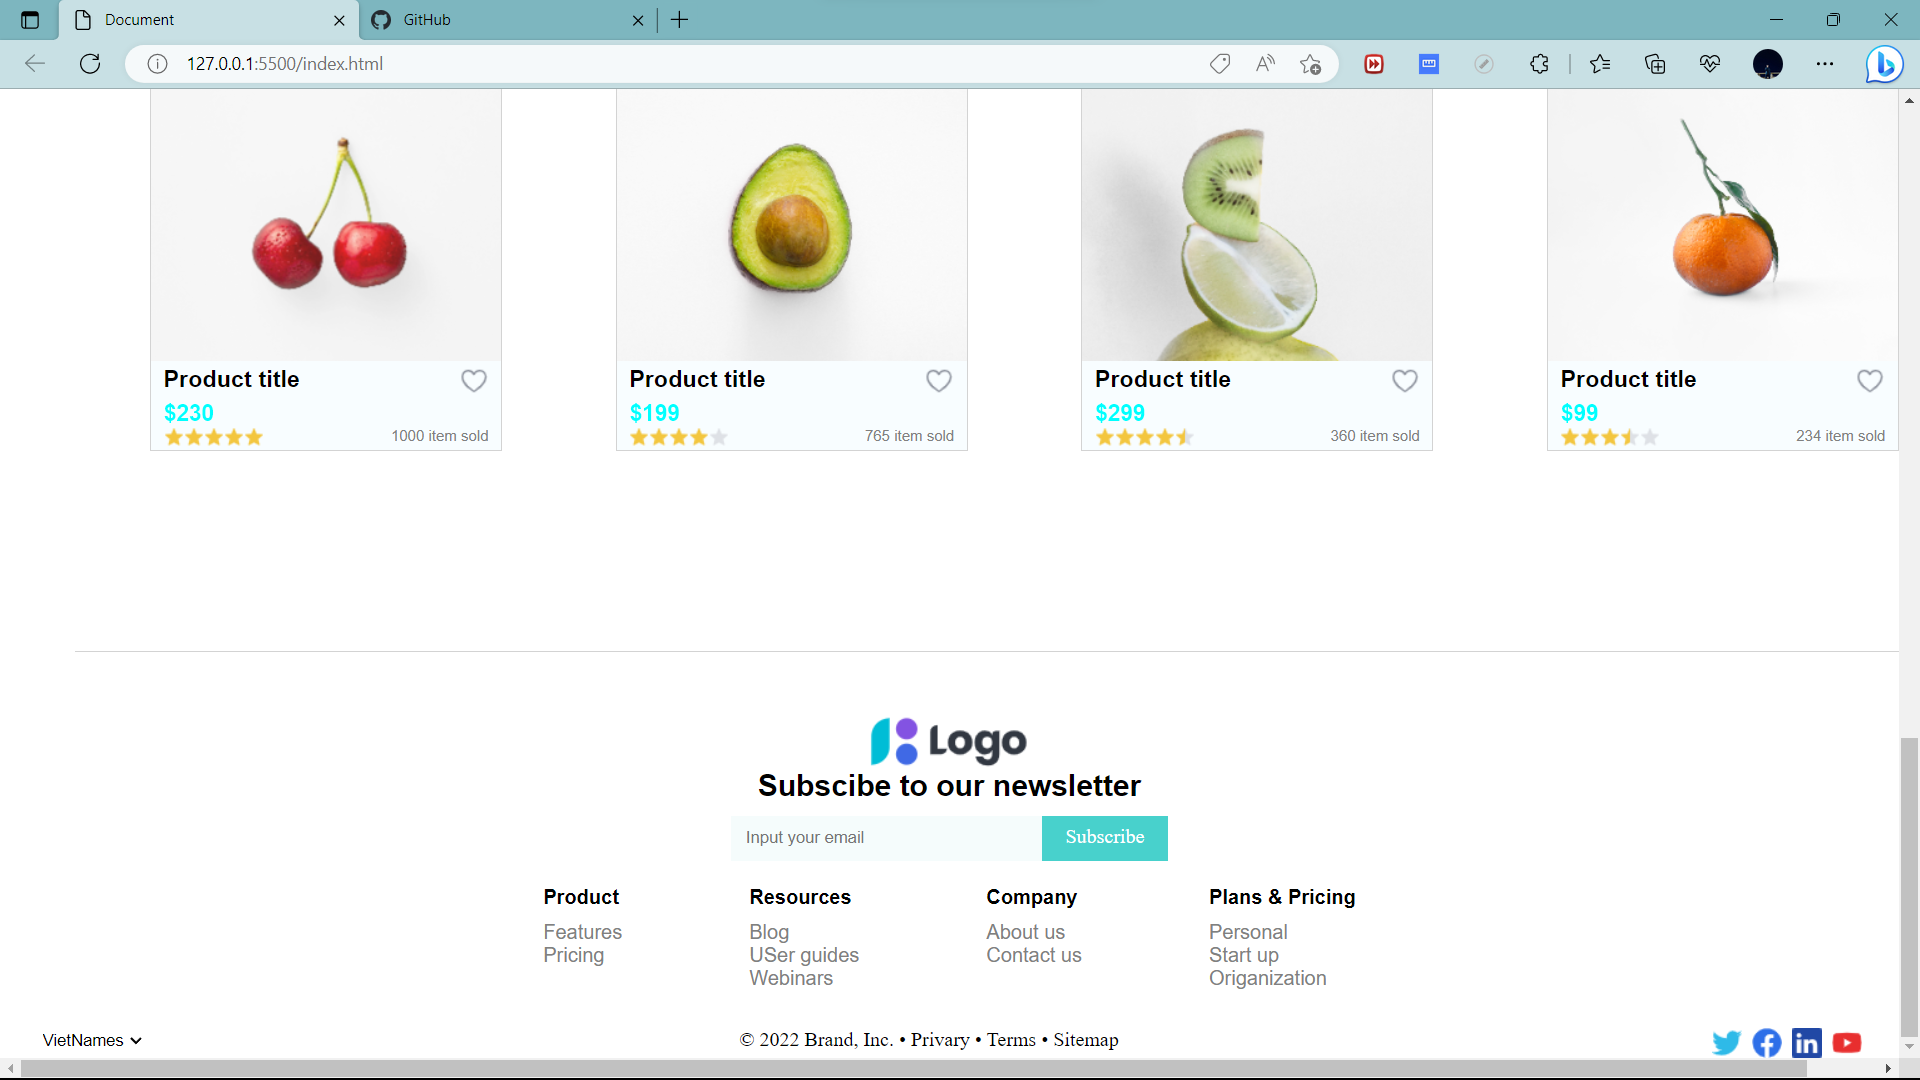 Document
GitHub
127.0.0.1:5500/index.html
Product title
$230
1000 item sold
Product title
$199
765 item sold
Product title
$299
360 item sold
Product title
$99
234 item sold
Logo
Subscibe to our newsletter
Input your email
Subscribe
Product
Features
Pricing
Resources
Blog
USer guides
Webinars
Company
About us
Contact us
Plans & Pricing
Personal
Start up
Origanization
VietNames
© 2022 Brand, Inc. • Privary • Terms • Sitemap
in